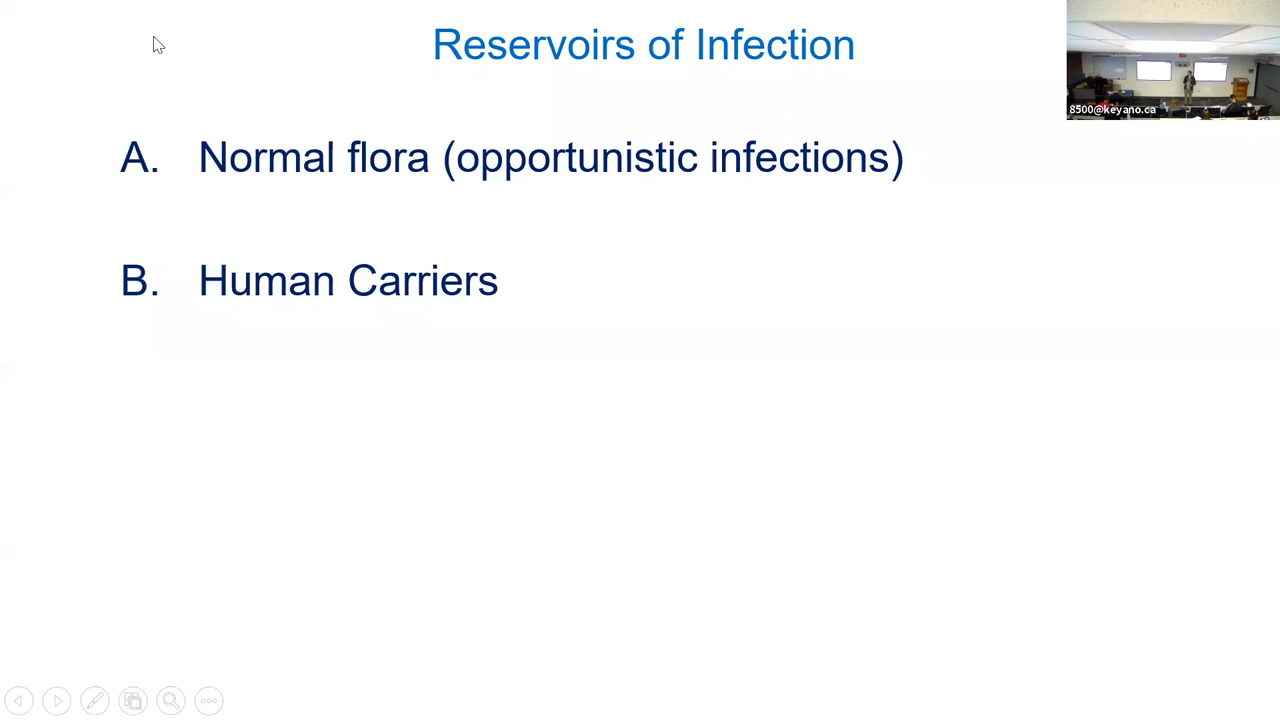 Reservoirs of Infection
8500@keyano.ca
A. Normal flora (opportunistic infections)
B. Human Carriers